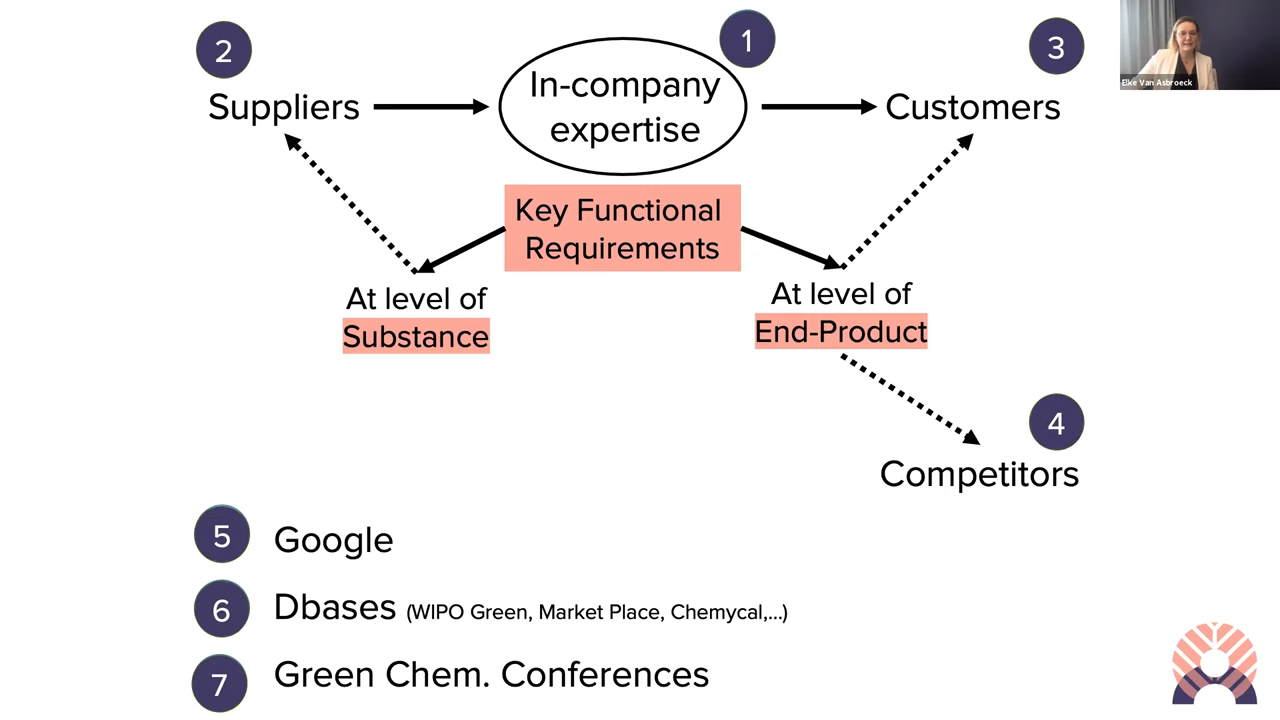 2
1
3
Elke Van Asbroeck
Suppliers
In-company
expertise
Customers
Key Functional
Requirements
At level of
Substance
At level of
End-Product
4
Competitors
5
Google
6
Dbases (WIPO Green, Market Place, Chemycal,...)
7
Green Chem. Conferences